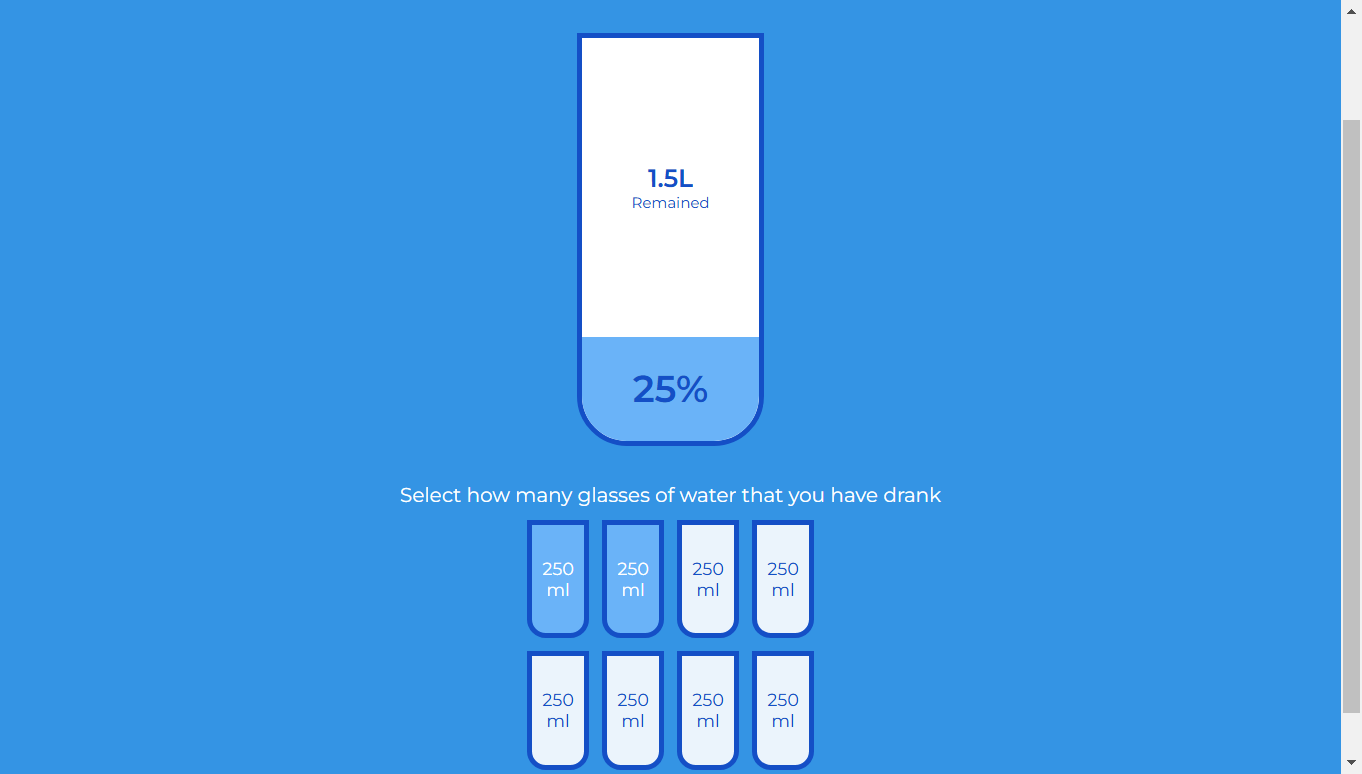 1.5L
Remained
25%
Select how many glasses of water that you have drank
250 250 250 250
ml ml ml ml
250 250 250 250
ml ml ml ml